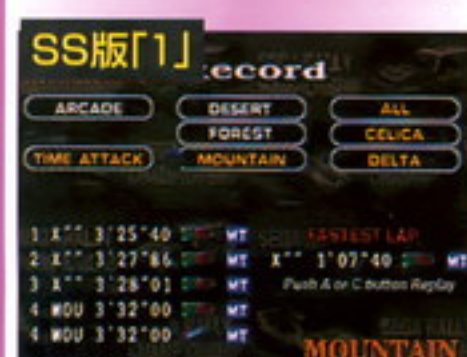 SS版「1」
Record
ARCADE DESERT ALL
FOREST CELICA
TIME ATTACK MOUNTAIN DELTA
1 X^^ 3'25"40 MT FASTEST LAP
2 X^^ 3'27"86 MT X^^ 1'07"40 MT
3 X^^ 3'28"01 MT Push A or C button Replay
4 MDU 3'32"00 MT
4 MDU 3'32"00 MT
MOUNTAIN